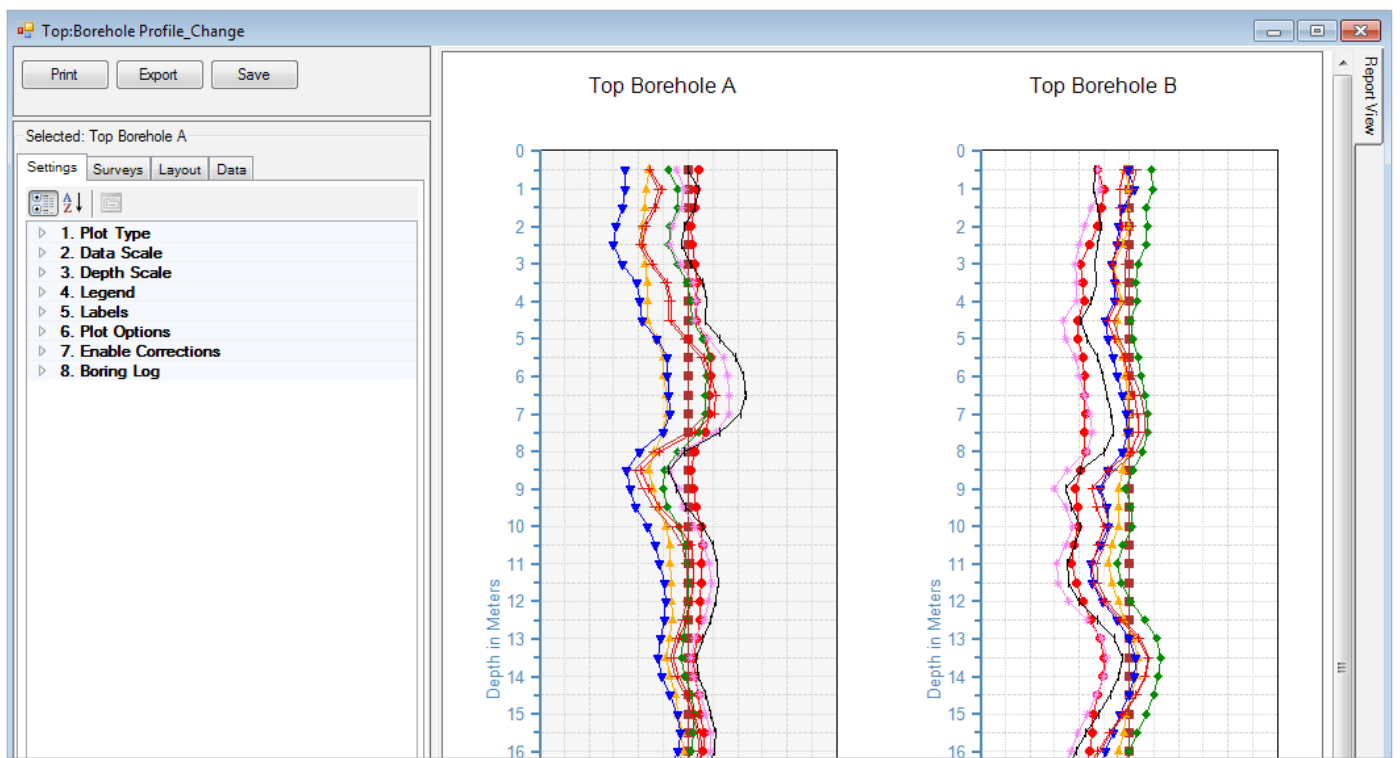 Top:Borehole Profile_Change
Print Export Save
Selected: Top Borehole A
Settings Surveys Layout Data
1. Plot Type
2. Data Scale
3. Depth Scale
4. Legend
5. Labels
6. Plot Options
7. Enable Corrections
8. Boring Log
Top Borehole A
Depth in Meters
0
1
2
3
4
5
6
7
8
9
10
11
12
13
14
15
16
Top Borehole B
Depth in Meters
0
1
2
3
4
5
6
7
8
9
10
11
12
13
14
15
16
Report View